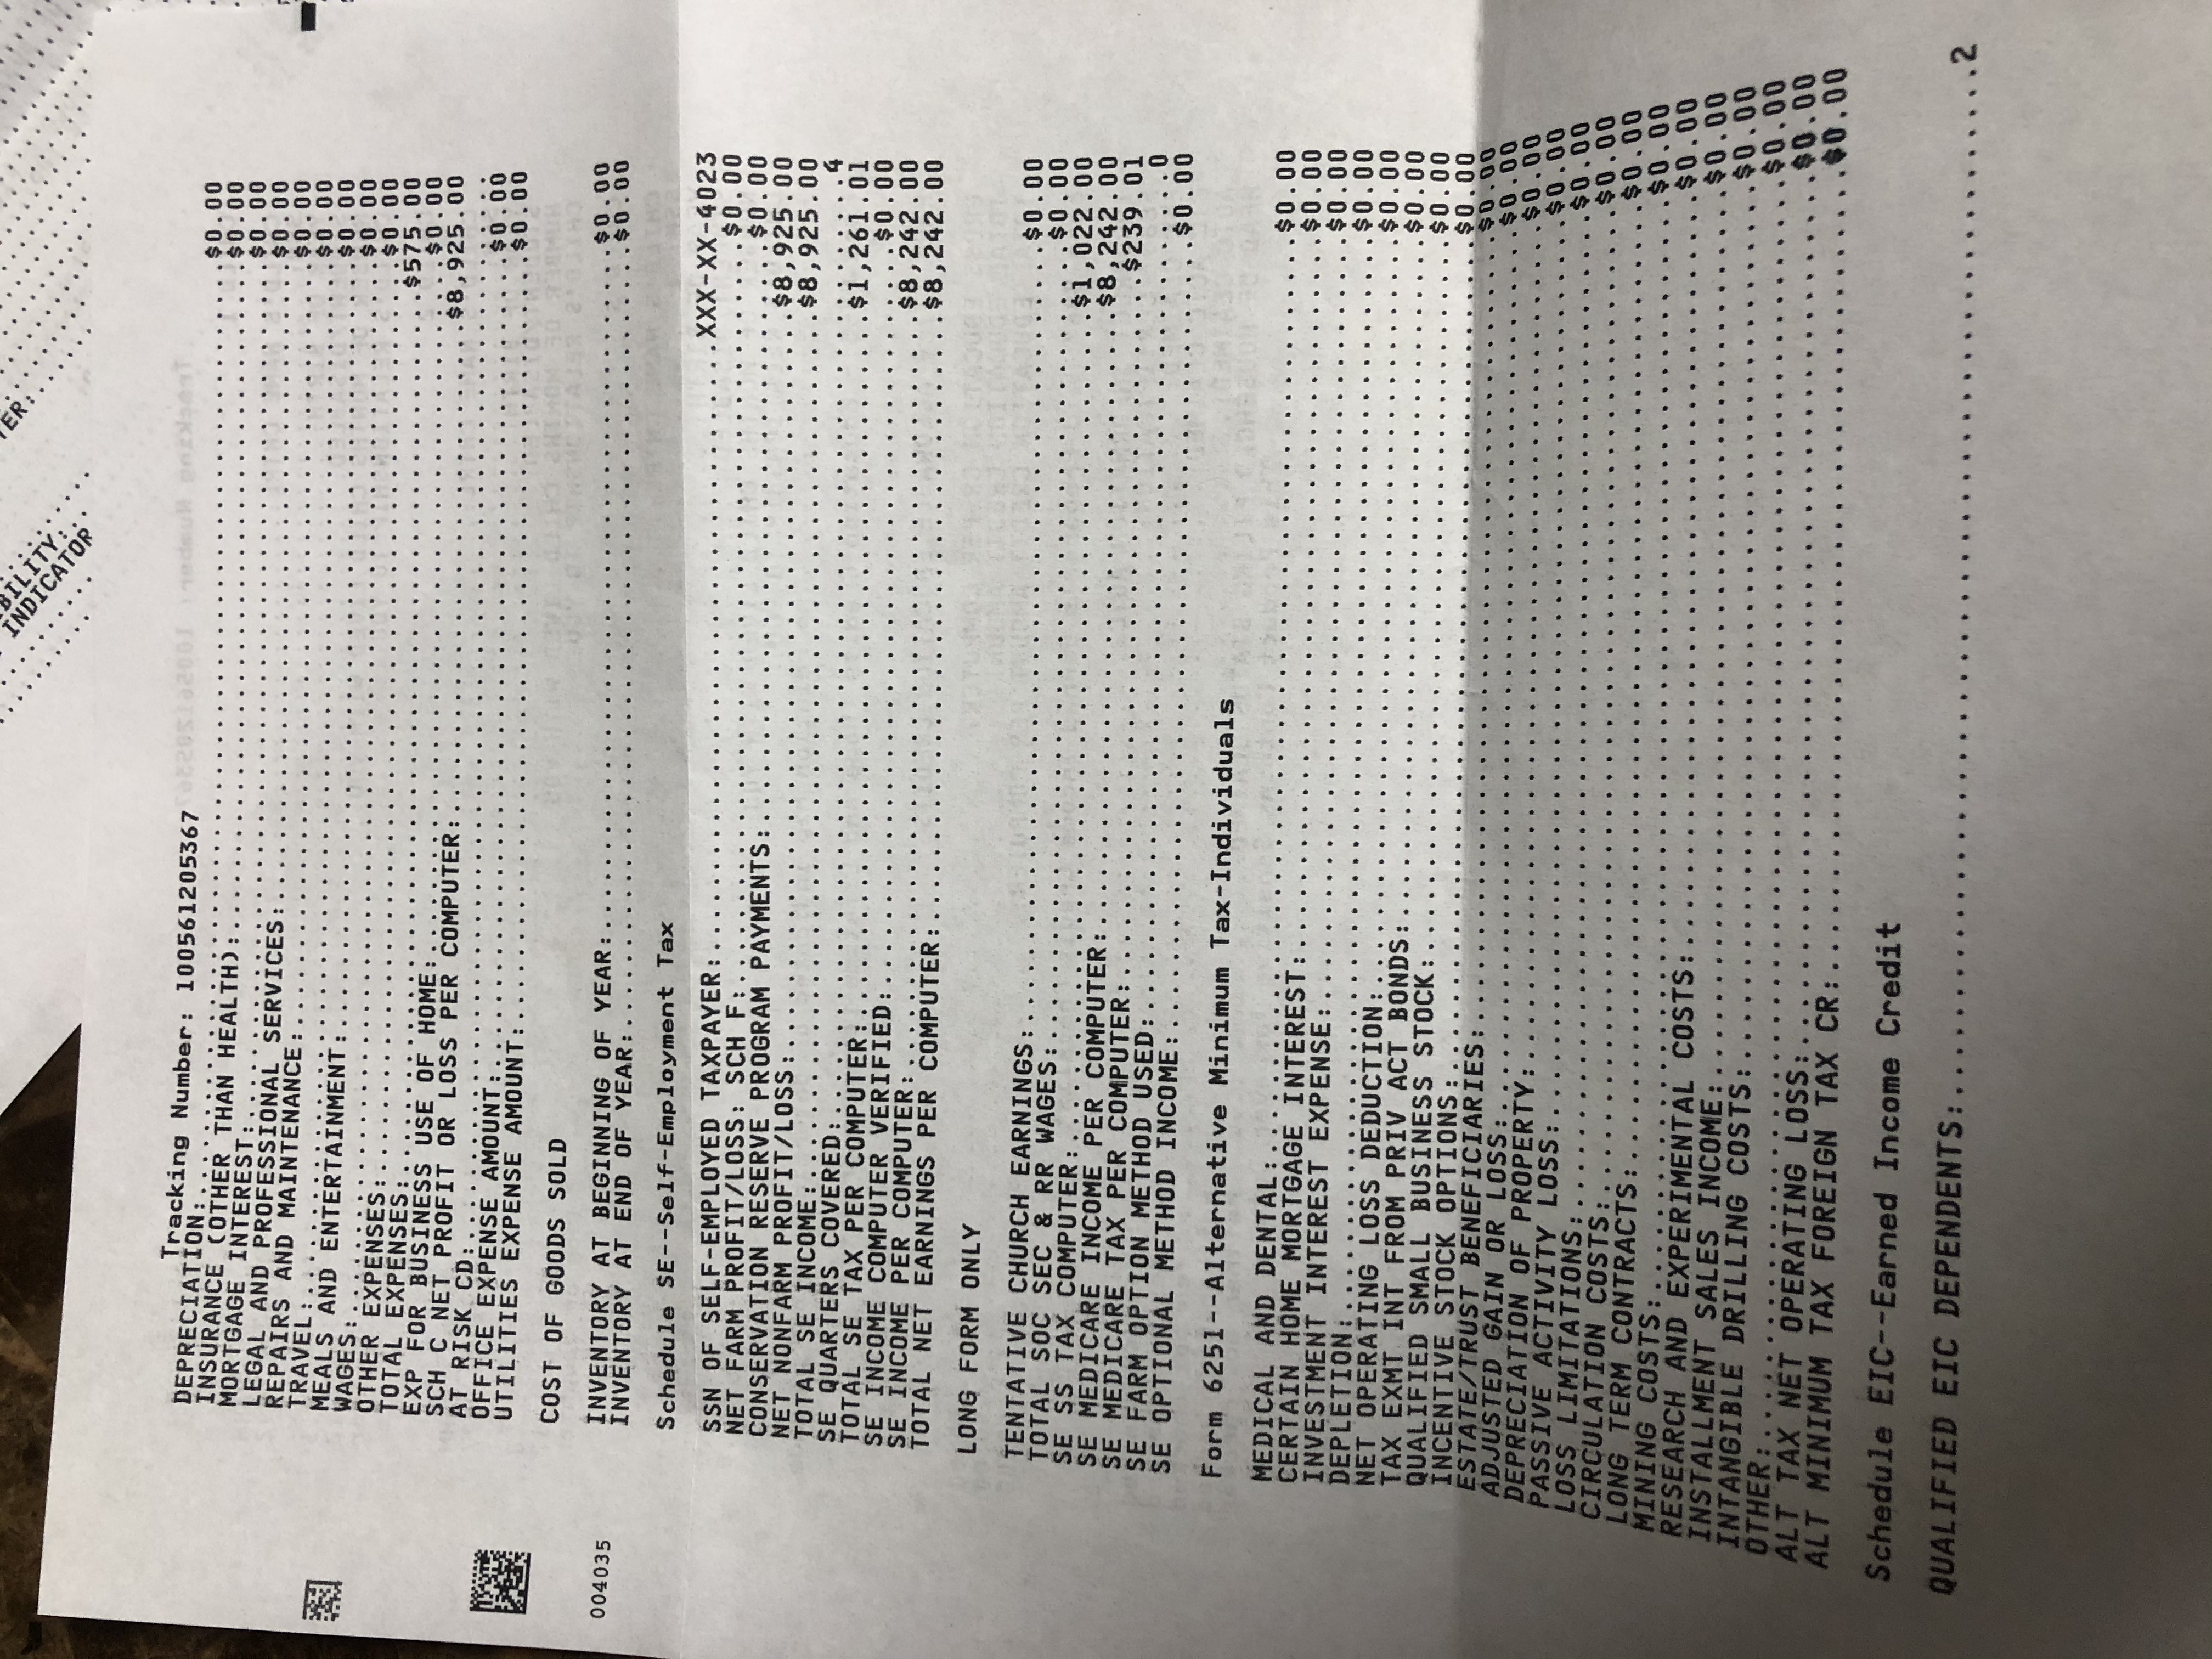 BILITY:......
INDICATOR
TER:......
Tracking Number: 100561205367
DEPRECIATION:......$0.00
INSURANCE (OTHER THAN HEALTH):......$0.00
MORTGAGE INTEREST:......$0.00
LEGAL AND PROFESSIONAL SERVICES:......$0.00
REPAIRS AND MAINTENANCE:......$0.00
TRAVEL:......$0.00
MEALS AND ENTERTAINMENT:......$0.00
WAGES:......$0.00
OTHER EXPENSES:......$0.00
TOTAL EXPENSES:......$575.00
EXP FOR BUSINESS USE OF HOME:......$0.00
SCH C NET PROFIT OR LOSS PER COMPUTER:......$8,925.00
AT RISK CD:......
OFFICE EXPENSE AMOUNT:......$0.00
UTILITIES EXPENSE AMOUNT:......$0.00
COST OF GOODS SOLD
004035
INVENTORY AT BEGINNING OF YEAR:......$0.00
INVENTORY AT END OF YEAR:......$0.00
Schedule SE--Self-Employment Tax
SSN OF SELF-EMPLOYED TAXPAYER:......XXX-XX-4023
NET FARM PROFIT/LOSS: SCH F:......$0.00
CONSERVATION RESERVE PROGRAM PAYMENTS:......$0.00
NET NONFARM PROFIT/LOSS:......$8,925.00
TOTAL SE INCOME:......$8,925.00
SE QUARTERS COVERED:......4
TOTAL SE TAX PER COMPUTER:......$1,261.01
SE INCOME COMPUTER VERIFIED:......$0.00
SE INCOME PER COMPUTER:......$8,242.00
TOTAL NET EARNINGS PER COMPUTER:......$8,242.00
LONG FORM ONLY
TENTATIVE CHURCH EARNINGS:......$0.00
TOTAL SOC SEC & RR WAGES:......$0.00
SE SS TAX COMPUTER:......$1,022.00
SE MEDICARE INCOME PER COMPUTER:......$8,242.00
SE MEDICARE TAX PER COMPUTER:......$239.01
SE FARM OPTION METHOD USED:......0
SE OPTIONAL METHOD INCOME:......$0.00
Form 6251--Alternative Minimum Tax-Individuals
MEDICAL AND DENTAL:......$0.00
CERTAIN HOME MORTGAGE INTEREST:......$0.00
INVESTMENT INTEREST EXPENSE:......$0.00
DEPLETION:......$0.00
NET OPERATING LOSS DEDUCTION:......$0.00
TAX EXMT INT FROM PRIV ACT BONDS:......$0.00
QUALIFIED SMALL BUSINESS STOCK:......$0.00
INCENTIVE STOCK OPTIONS:......$0.00
ESTATE/TRUST BENEFICIARIES:......$0.00
ADJUSTED GAIN OR LOSS:......$0.00
DEPRECIATION OF PROPERTY:......$0.00
PASSIVE ACTIVITY LOSS:......$0.00
LOSS LIMITATIONS:......$0.00
CIRCULATION COSTS:......$0.00
LONG TERM CONTRACTS:......$0.00
MINING COSTS:......$0.00
RESEARCH AND EXPERIMENTAL COSTS:......$0.00
INSTALLMENT SALES INCOME:......$0.00
INTANGIBLE DRILLING COSTS:......$0.00
OTHER:......$0.00
ALT TAX NET OPERATING LOSS:......$0.00
ALT MINIMUM TAX FOREIGN TAX CR:......$0.00
Schedule EIC--Earned Income Credit
QUALIFIED EIC DEPENDENTS:......2